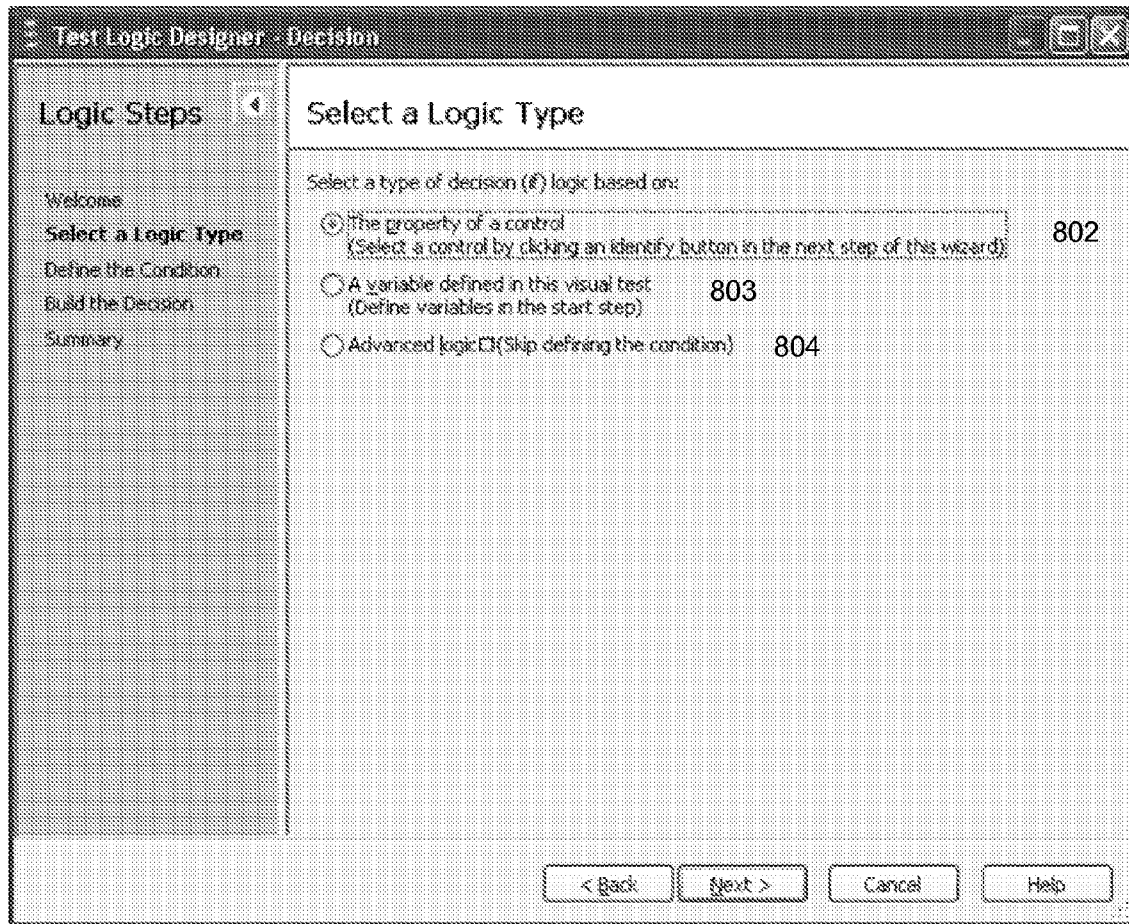 Test Logic Designer - Decision
Logic Steps
Welcome
Select a Logic Type
Define the Condition
Build the Decision
Summary
Select a Logic Type
Select a type of decision (if) logic based on:
The property of a control
(Select a control by clicking an identify button in the next step of this wizard)
802
A variable defined in this visual test
(Define variables in the start step)
803
Advanced logic□(Skip defining the condition)
804
< Back
Next >
Cancel
Help